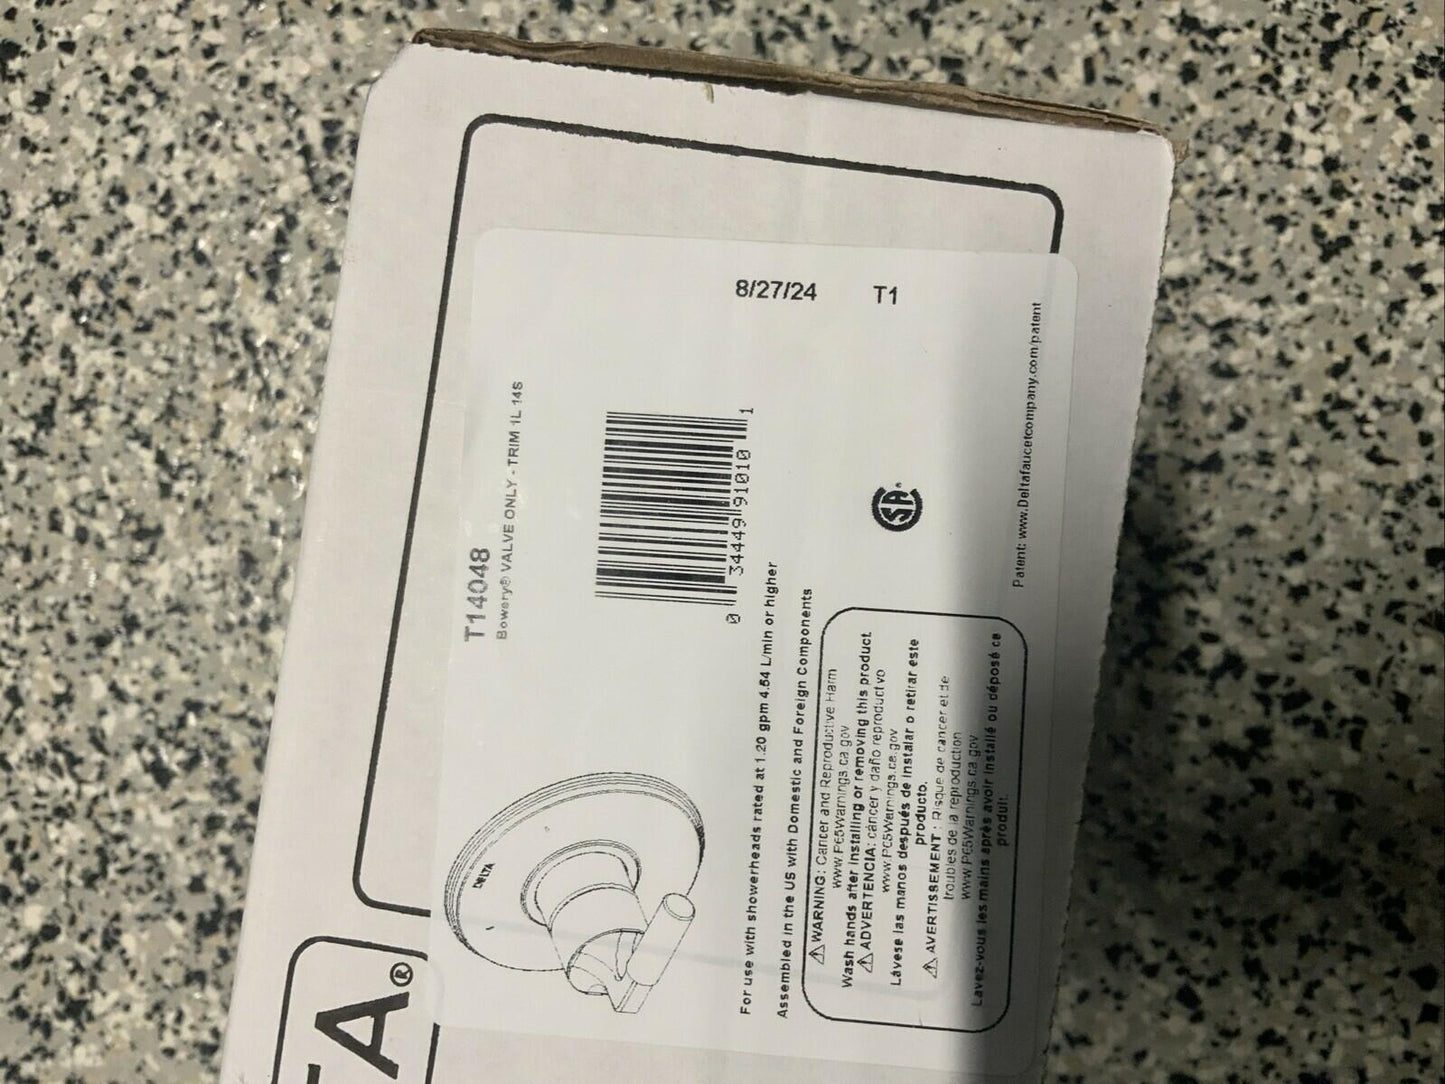 T14048
Bowery® VALVE ONLY - TRIM 1L 14S
8/27/24
T1
DELTA
0 34449 91010 1
For use with showerheads rated at 1.20 gpm 4.54 L/min or higher
Assembled in the US with Domestic and Foreign Components
⚠WARNING: Cancer and Reproductive Harm
www.P65Warnings.ca.gov
Wash hands after installing or removing this product
⚠ADVERTENCIA: cáncer y daño reproductvo
www.P65Warnings.ca.gov
Lávese las manos después de instalar o retirar este
producto.
⚠ AVERTISSEMENT : Risque de cancer et de
troubles de la reproduction
www.P65Warnings.ca.gov
Lavez-vous les mains après avoir installé ou déposé ce
produit.
SA®
Patent: www.Deltafaucetcompany.com/patent
TA®